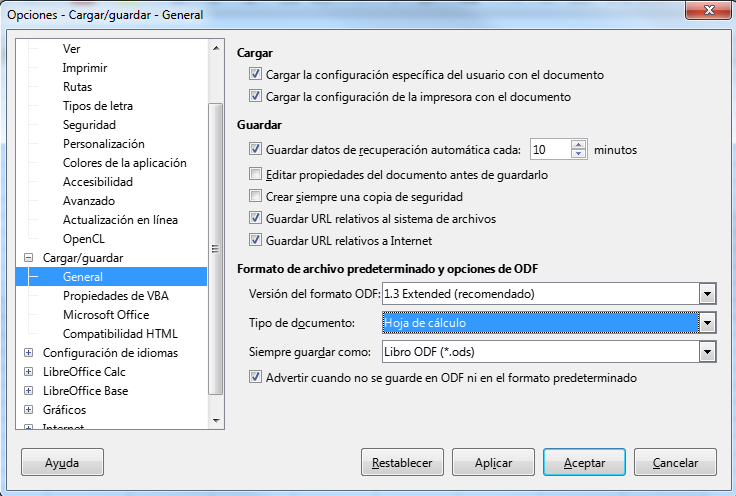 Opciones - Cargar/guardar - General
Ver
Imprimir
Rutas
Tipos de letra
Seguridad
Personalización
Colores de la aplicación
Accesibilidad
Avanzado
Actualización en línea
OpenCL
Cargar/guardar
General
Propiedades de VBA
Microsoft Office
Compatibilidad HTML
Configuración de idiomas
LibreOffice Calc
LibreOffice Base
Gráficos
Internet
Cargar
Cargar la configuración específica del usuario con el documento
Cargar la configuración de la impresora con el documento
Guardar
Guardar datos de recuperación automática cada: 10 minutos
Editar propiedades del documento antes de guardarlo
Crear siempre una copia de seguridad
Guardar URL relativos al sistema de archivos
Guardar URL relativos a Internet
Formato de archivo predeterminado y opciones de ODF
Versión del formato ODF: 1.3 Extended (recomendado)
Tipo de documento: Hoja de cálculo
Siempre guardar como: Libro ODF (*.ods)
Advertir cuando no se guarde en ODF ni en el formato predeterminado
Ayuda Restablecer Aplicar Aceptar Cancelar